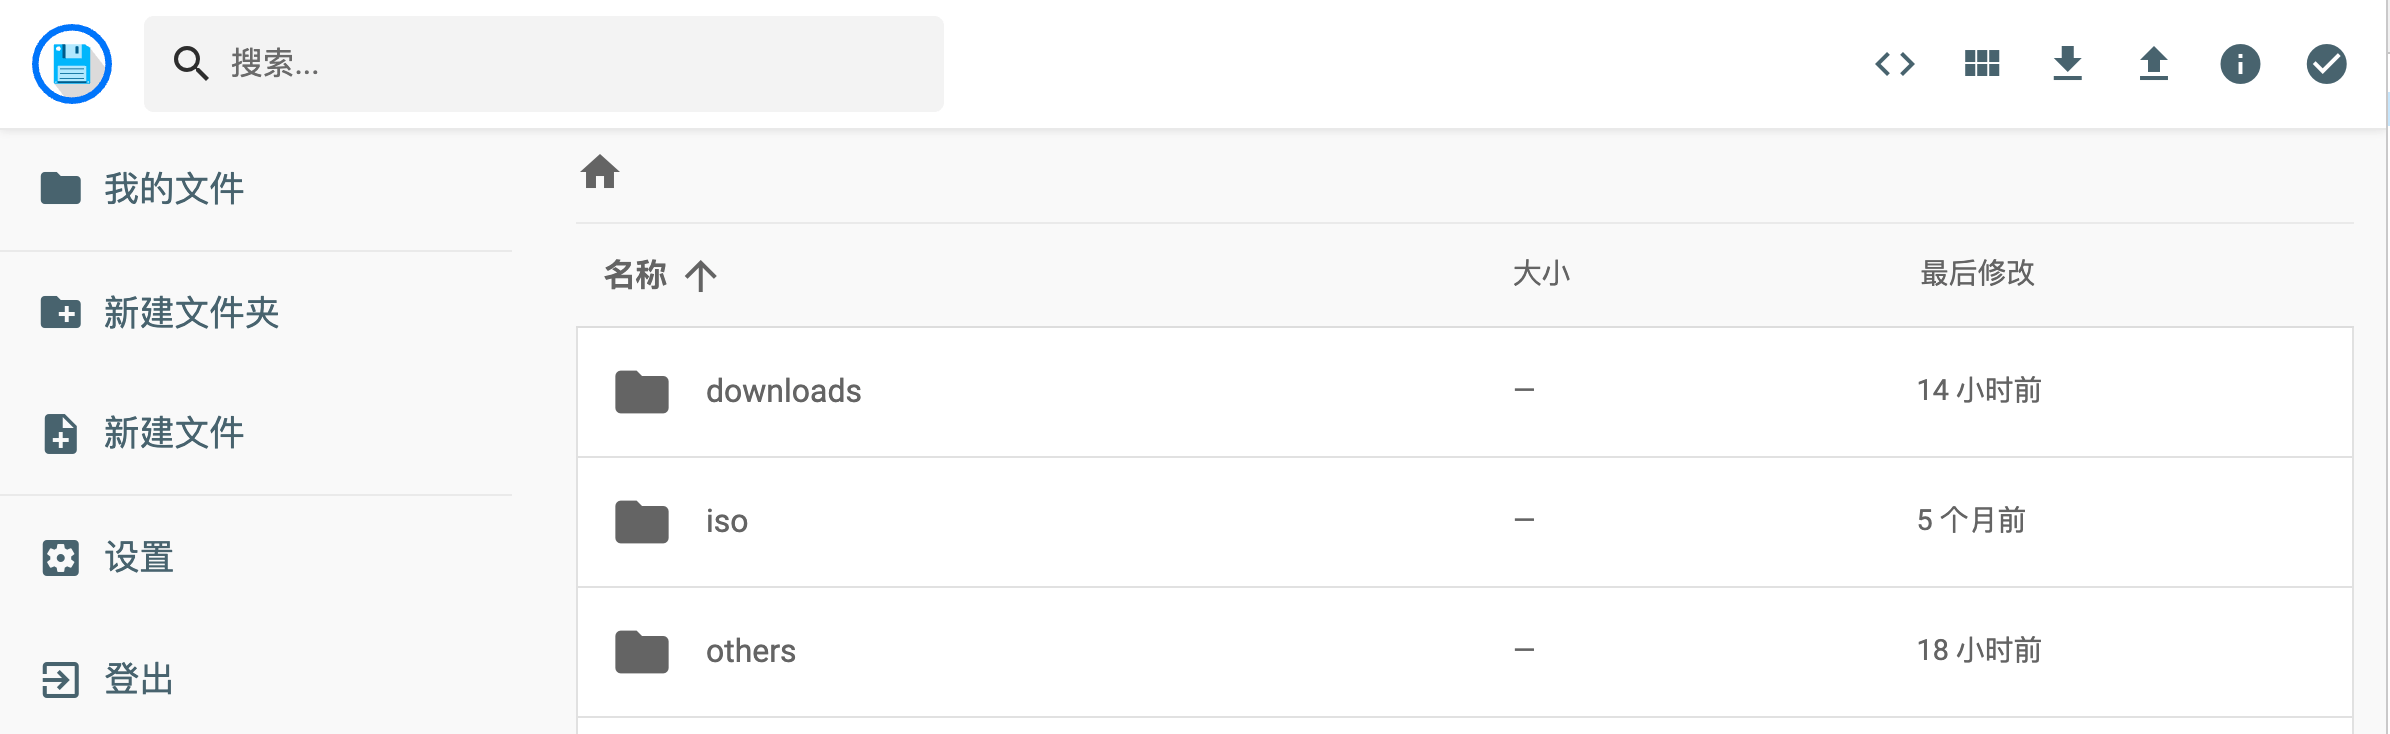 搜索...
我的文件
新建文件夹
新建文件
设置
登出
名称 大小 最后修改
downloads — 14 小时前
iso — 5 个月前
others — 18 小时前